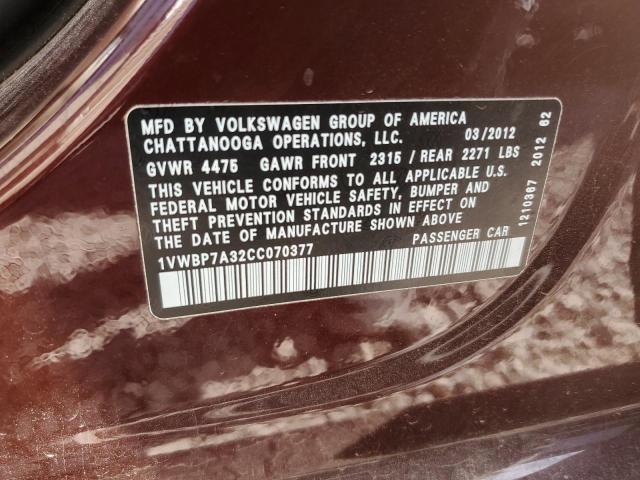 MFD BY VOLKSWAGEN GROUP OF AMERICA
CHATTANOOGA OPERATIONS, LLC. 03/2012
GVWR 4475 GAWR FRONT 2315 / REAR 2271 LBS
THIS VEHICLE CONFORMS TO ALL APPLICABLE U.S.
FEDERAL MOTOR VEHICLE SAFETY, BUMPER AND
THEFT PREVENTION STANDARDS IN EFFECT ON
DATE OF MANUFACTURE SHOWN ABOVE
1VWBP7A32CC070377 PASSENGER CAR
1210367 2012 62